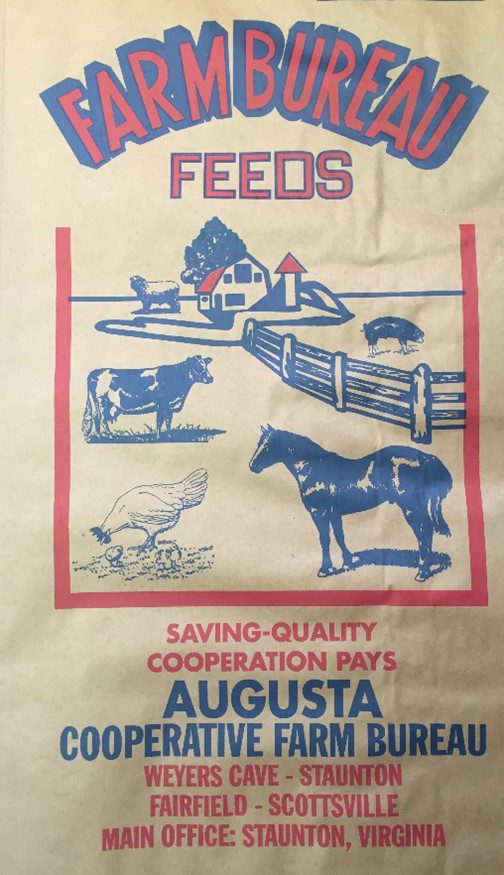 FARM BUREAU
FEEDS
SAVING-QUALITY
COOPERATION PAYS
AUGUSTA
COOPERATIVE FARM BUREAU
WEYERS CAVE - STAUNTON
FAIRFIELD - SCOTTSVILLE
MAIN OFFICE: STAUNTON, VIRGINIA